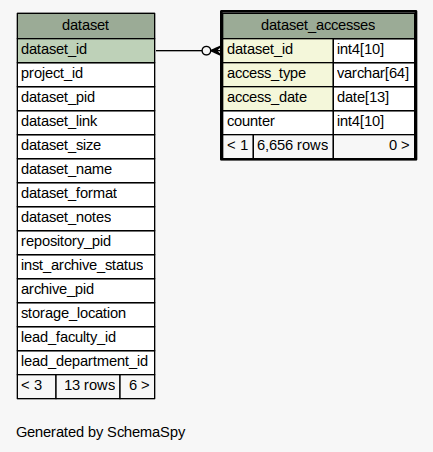 dataset
dataset_id
project_id
dataset_pid
dataset_link
dataset_size
dataset_name
dataset_format
dataset_notes
repository_pid
inst_archive_status
archive_pid
storage_location
lead_faculty_id
lead_department_id
< 3 13 rows 6 >
dataset_accesses
dataset_id int4[10]
access_type varchar[64]
access_date date[13]
counter int4[10]
< 1 6,656 rows 0 >
Generated by SchemaSpy